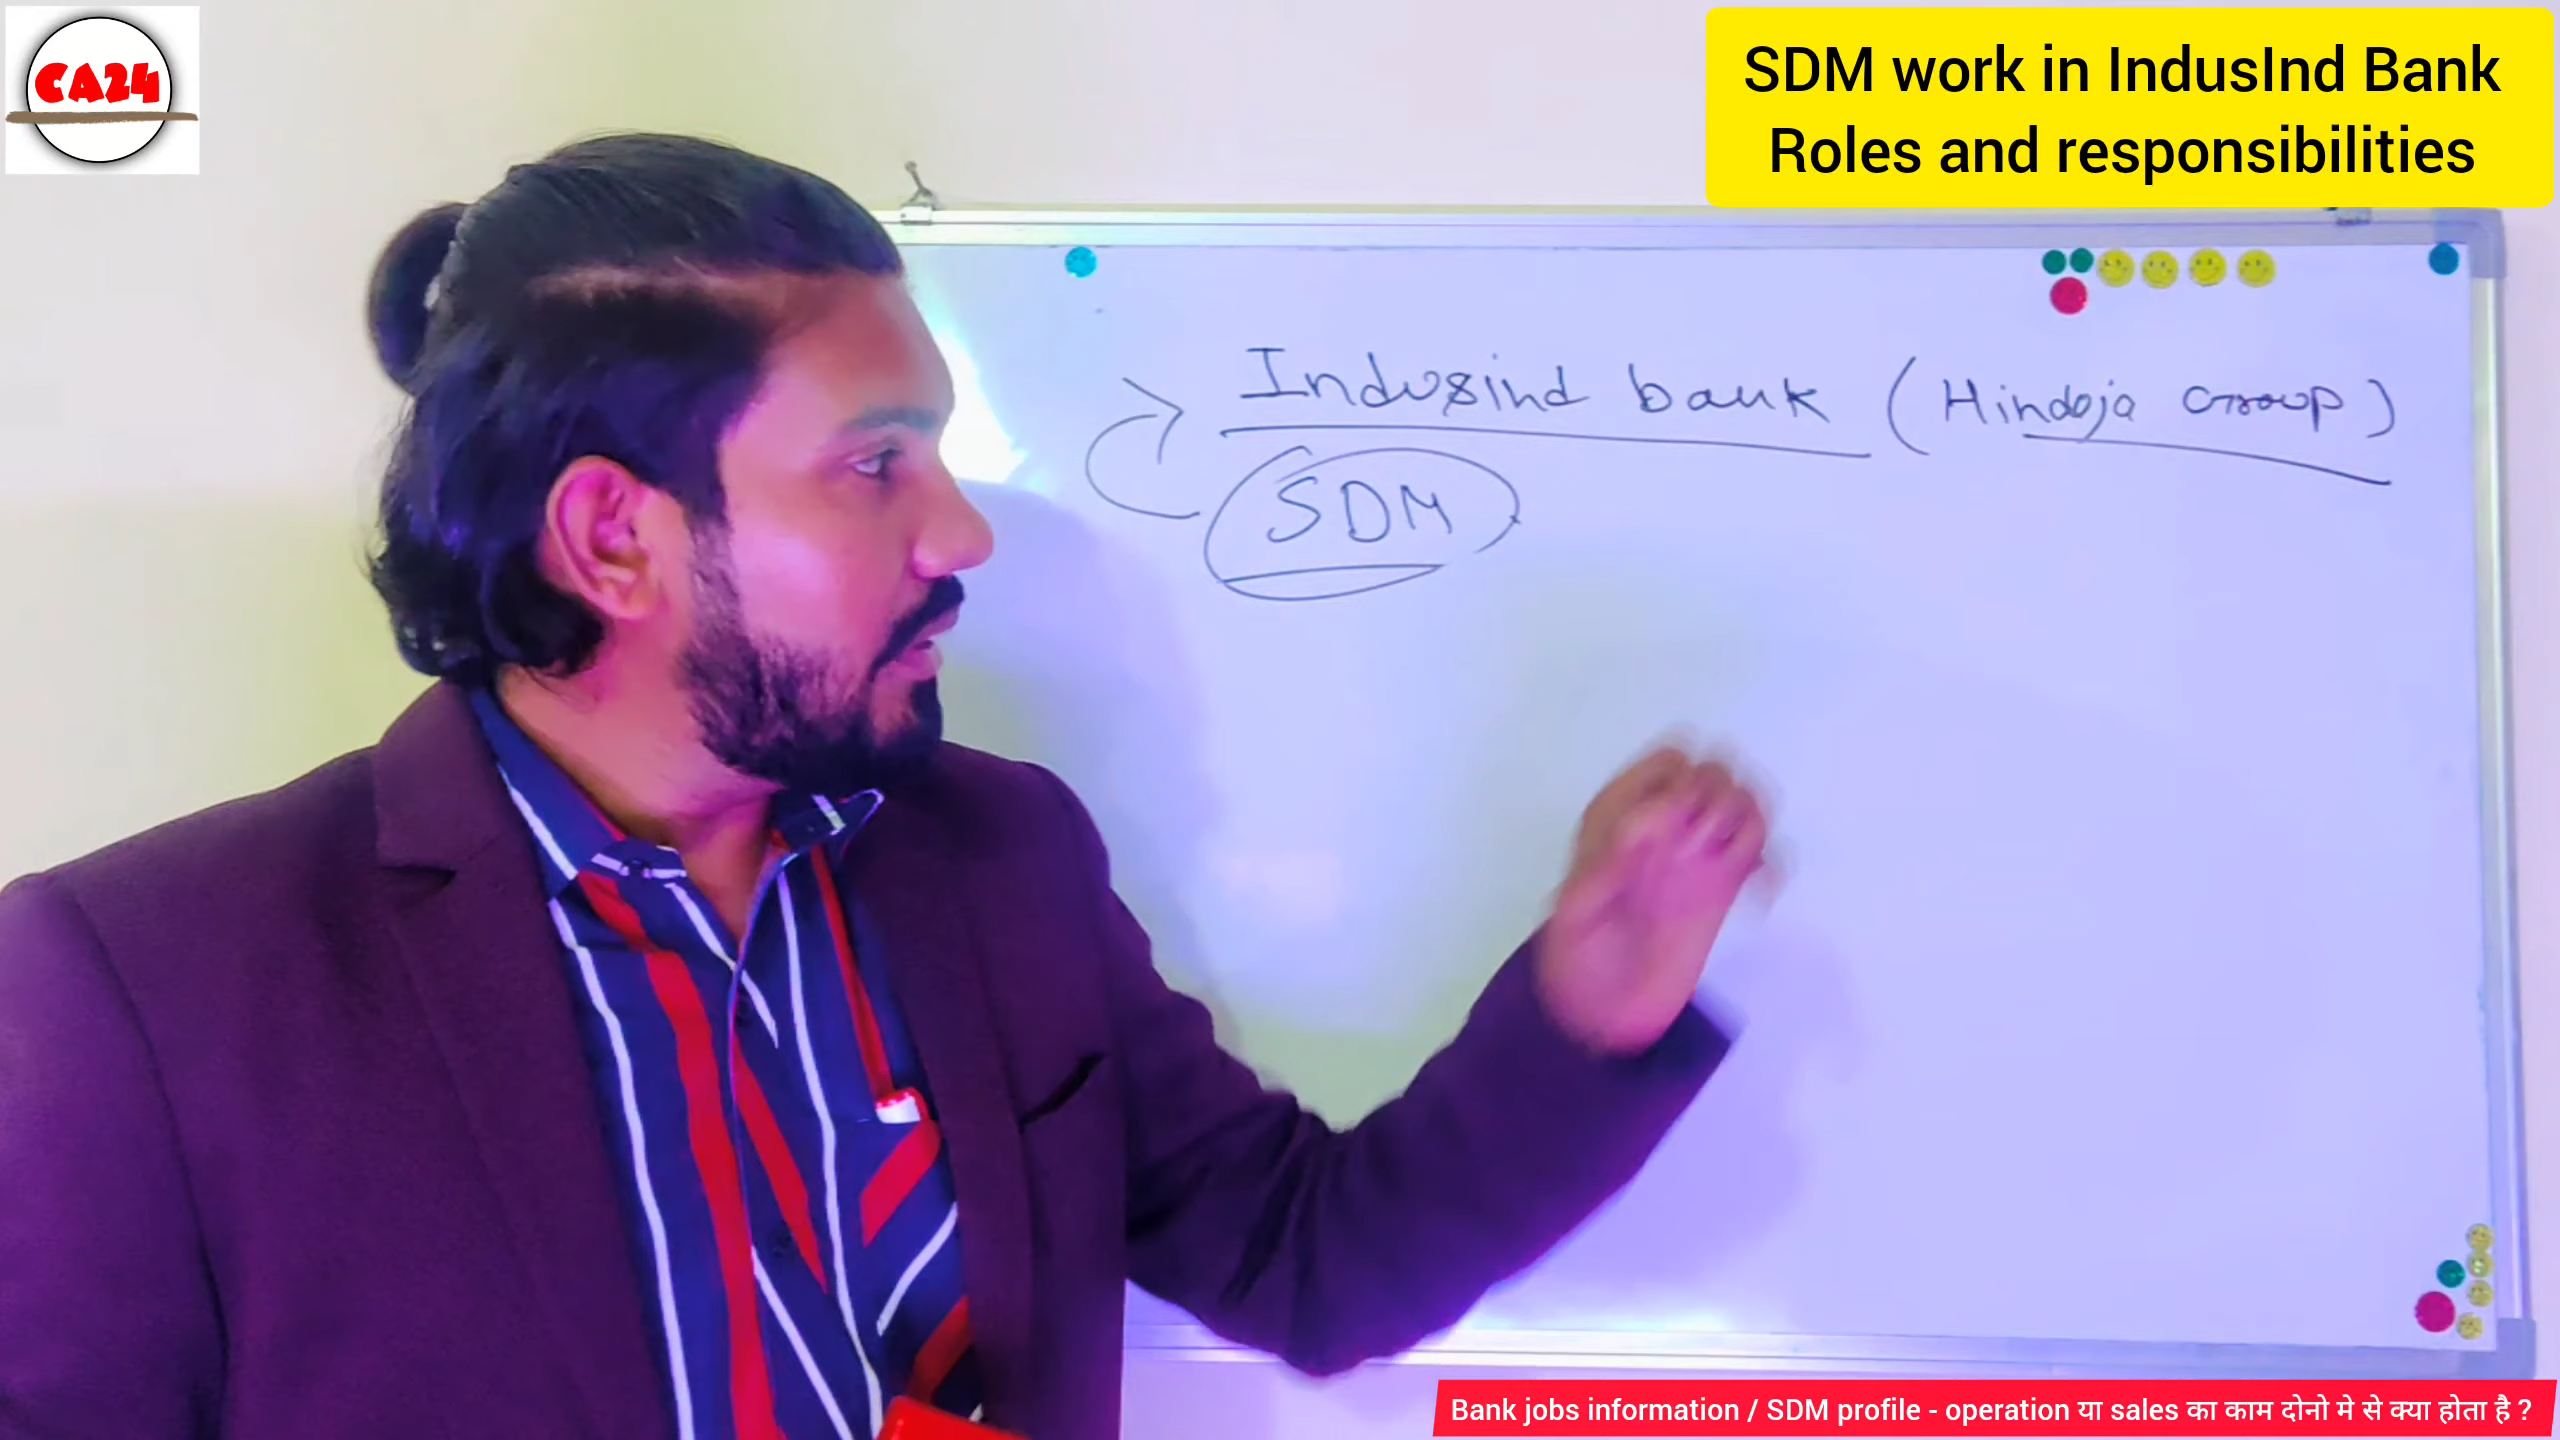 CA24
SDM work in IndusInd Bank
Roles and responsibilities
Indusind bank (Hinduja Group)
SDM
Bank jobs information / SDM profile - operation या sales का काम दोनो मे से क्या होता है ?